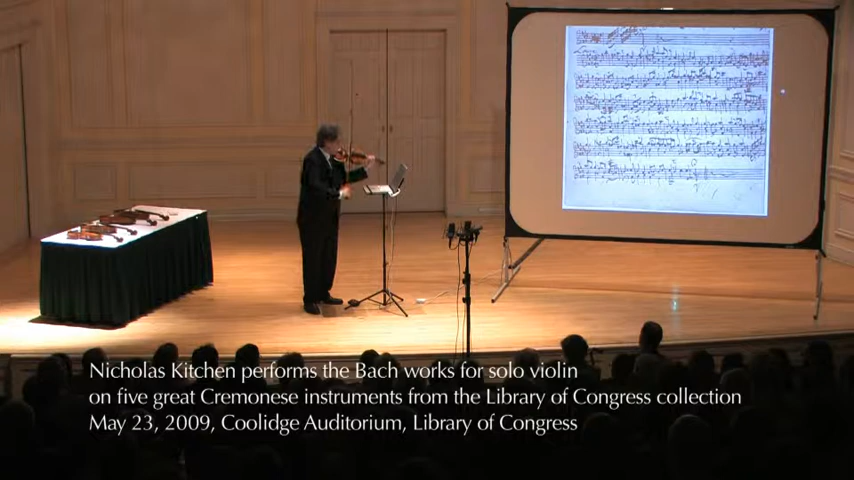 Nicholas Kitchen performs the Bach works for solo violin
on five great Cremonese instruments from the Library of Congress collection
May 23, 2009, Coolidge Auditorium, Library of Congress